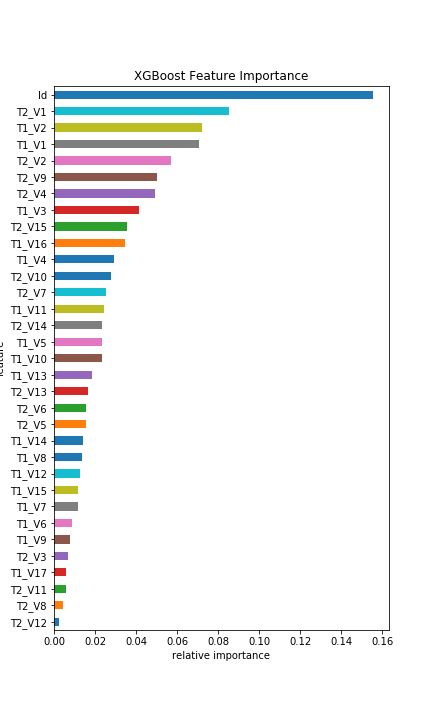 XGBoost Feature Importance
Id
T2_V1
T1_V2
T1_V1
T2_V2
T2_V9
T2_V4
T1_V3
T2_V15
T1_V16
T1_V4
T2_V10
T2_V7
T1_V11
T2_V14
T1_V5
T1_V10
T1_V13
T2_V13
T2_V6
T2_V5
T1_V14
T1_V8
T1_V12
T1_V15
T1_V7
T1_V6
T1_V9
T2_V3
T1_V17
T2_V11
T2_V8
T2_V12
feature
0.00 0.02 0.04 0.06 0.08 0.10 0.12 0.14 0.16
relative importance